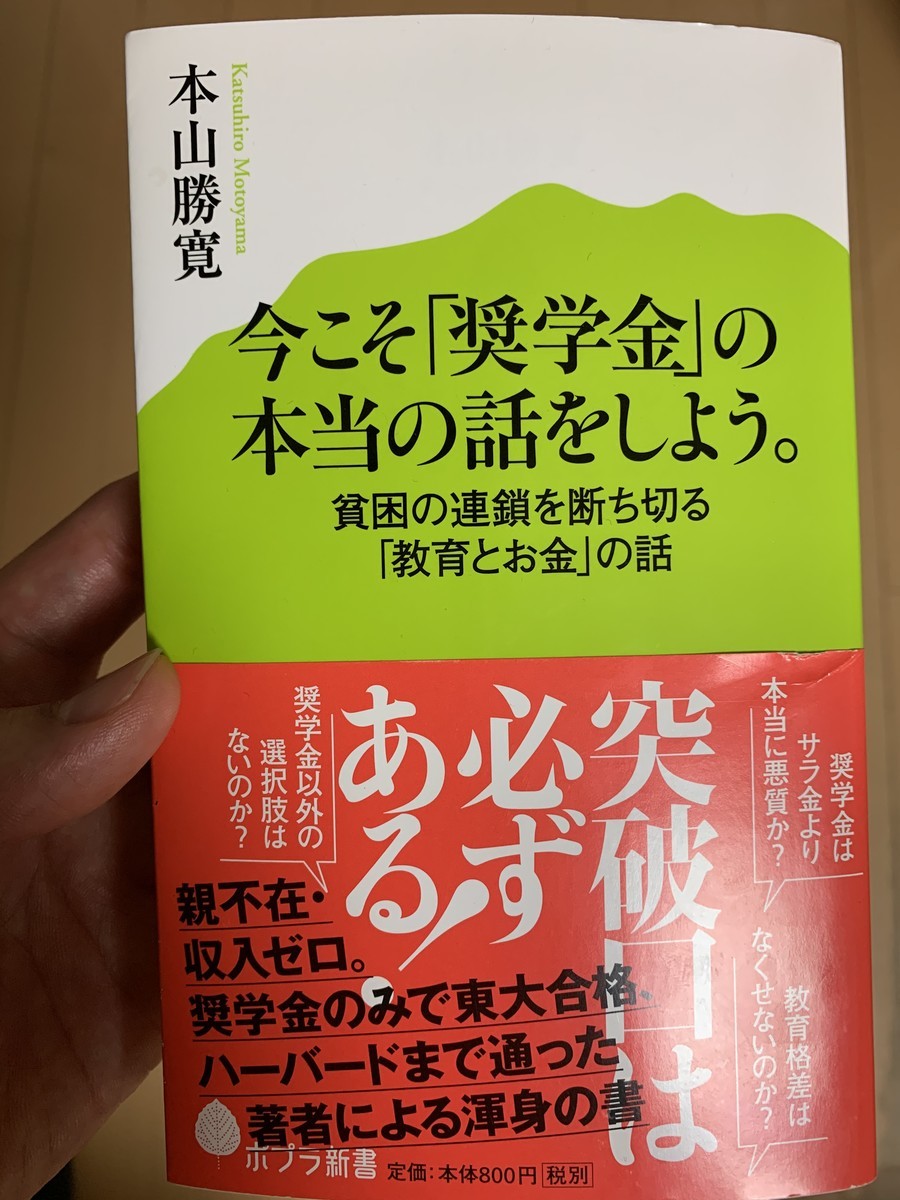 本山勝寛
Katsuhiro Motoyama
今こそ「奨学金」の
本当の話をしよう。
貧困の連鎖を断ち切る
「教育とお金」の話
突破口は
必ず
ある!
奨学金は
サラ金より
本当に悪質か?
教育格差は
なくせないのか?
奨学金以外の
選択肢は
ないのか?
親不在・
収入ゼロ。
奨学金のみで東大合格、
ハーバードまで通った
著者による渾身の書
ポプラ新書
定価:本体800円 税別